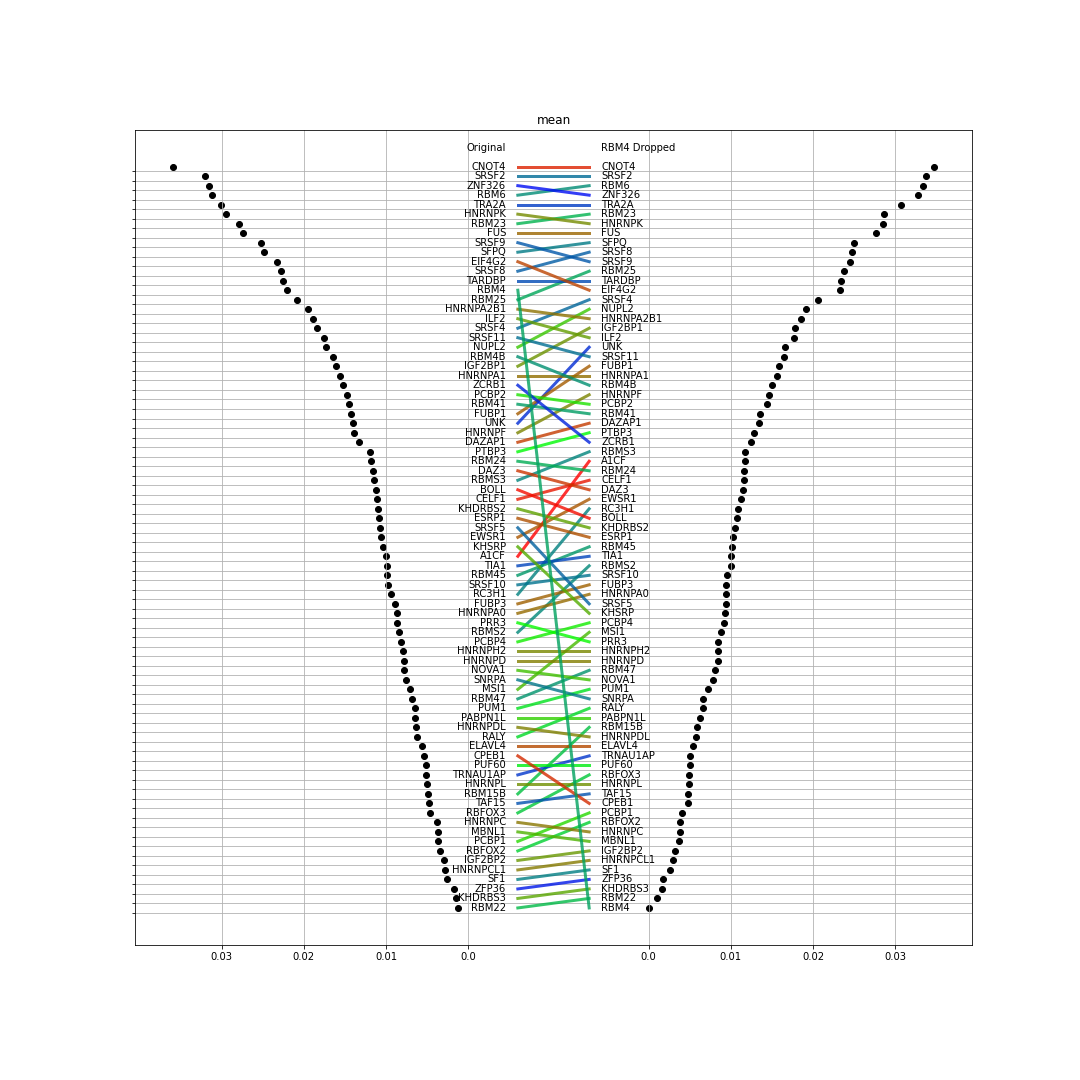 mean
Original RBM4 Dropped
CNOT4 CNOT4
SRSF2 SRSF2
ZNF326 RBM6
RBM6 ZNF326
TRA2A TRA2A
HNRNPK RBM23
RBM23 HNRNPK
FUS FUS
SRSF9 SFPQ
SFPQ SRSF8
EIF4G2 SRSF9
SRSF8 RBM25
TARDBP TARDBP
RBM4 EIF4G2
RBM25 SRSF4
HNRNPA2B1 NUPL2
ILF2 HNRNPA2B1
SRSF4 IGF2BP1
SRSF11 ILF2
NUPL2 UNK
RBM4B SRSF11
IGF2BP1 FUBP1
HNRNPA1 HNRNPA1
ZCRB1 RBM4B
PCBP2 HNRNPF
RBM41 PCBP2
FUBP1 RBM41
UNK DAZAP1
HNRNPF PTBP3
DAZAP1 ZCRB1
PTBP3 RBMS3
RBM24 A1CF
DAZ3 RBM24
RBMS3 CELF1
BOLL DAZ3
CELF1 EWSR1
KHDRBS2 RC3H1
ESRP1 BOLL
SRSF5 KHDRBS2
EWSR1 ESRP1
KHSRP RBM45
A1CF TIA1
TIA1 RBMS2
RBM45 SRSF10
SRSF10 FUBP3
RC3H1 HNRNPA0
FUBP3 SRSF5
HNRNPA0 KHSRP
PRR3 PCBP4
RBMS2 MSI1
PCBP4 PRR3
HNRNPH2 HNRNPH2
HNRNPD HNRNPD
NOVA1 RBM47
SNRPA NOVA1
MSI1 PUM1
RBM47 SNRPA
PUM1 RALY
PABPN1L PABPN1L
HNRNPDL RBM15B
RALY HNRNPDL
ELAVL4 ELAVL4
CPEB1 TRNAU1AP
PUF60 PUF60
TRNAU1AP RBFOX3
HNRNPL HNRNPL
RBM15B TAF15
TAF15 CPEB1
RBFOX3 PCBP1
HNRNPC RBFOX2
MBNL1 HNRNPC
PCBP1 MBNL1
RBFOX2 IGF2BP2
IGF2BP2 HNRNPCL1
HNRNPCL1 SF1
SF1 ZFP36
ZFP36 KHDRBS3
KHDRBS3 RBM22
RBM22 RBM4
0.03 0.02 0.01 0.0 0.0 0.01 0.02 0.03